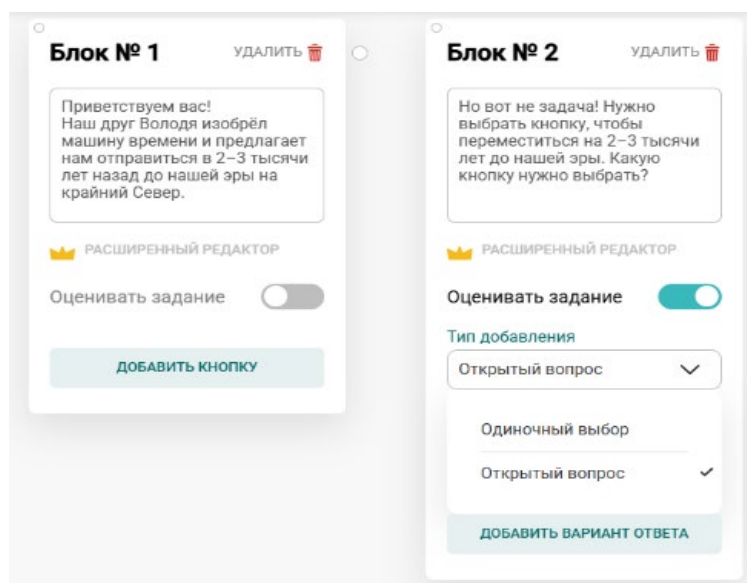 Блок № 1
УДАЛИТЬ
Приветствуем вас!
Наш друг Володя изобрёл
машину времени и предлагает
нам отправиться в 2–3 тысячи
лет назад до нашей эры на
крайний Север.
РАСШИРЕННЫЙ РЕДАКТОР
Оценивать задание
ДОБАВИТЬ КНОПКУ
Блок № 2
УДАЛИТЬ
Но вот не задача! Нужно
выбрать кнопку, чтобы
переместиться на 2–3 тысячи
лет до нашей эры. Какую
кнопку нужно выбрать?
РАСШИРЕННЫЙ РЕДАКТОР
Оценивать задание
Тип добавления
Открытый вопрос
Одиночный выбор
Открытый вопрос
ДОБАВИТЬ ВАРИАНТ ОТВЕТА